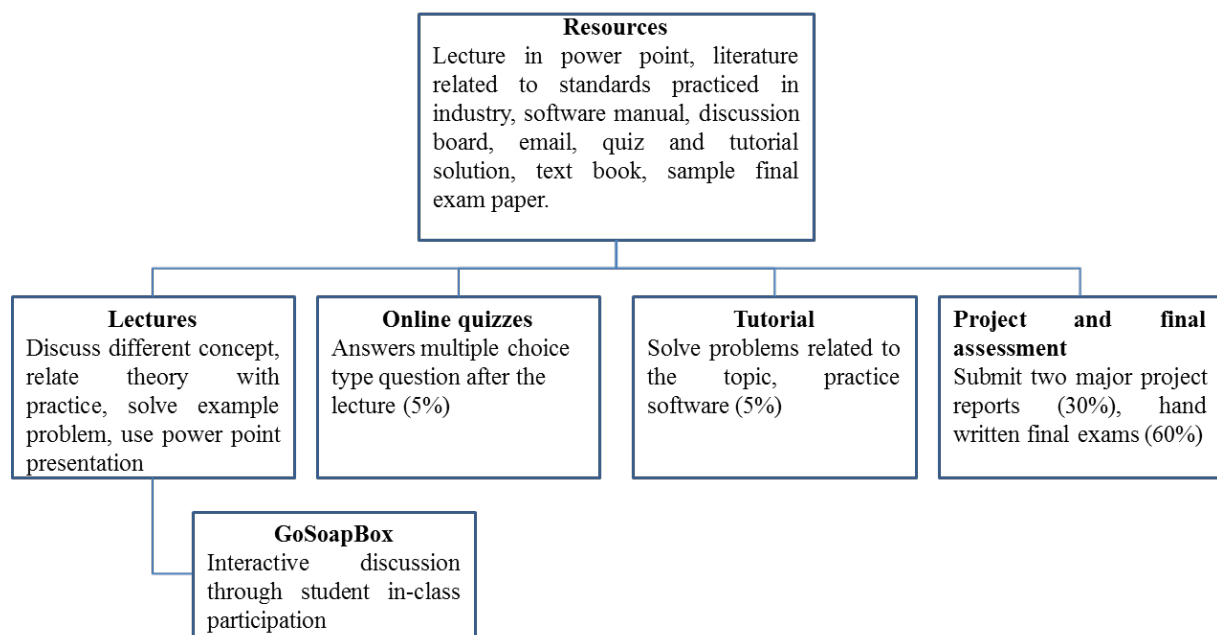 Resources
Lecture in power point, literature
related to standards practiced in
industry, software manual, discussion
board, email, quiz and tutorial
solution, text book, sample final
exam paper.
Lectures
Discuss different concept,
relate theory with
practice, solve example
problem, use power point
presentation
Online quizzes
Answers multiple choice
type question after the
lecture (5%)
Tutorial
Solve problems related to
the topic, practice
software (5%)
Project and final
assessment
Submit two major project
reports (30%), hand
written final exams (60%)
GoSoapBox
Interactive discussion
through student in-class
participation